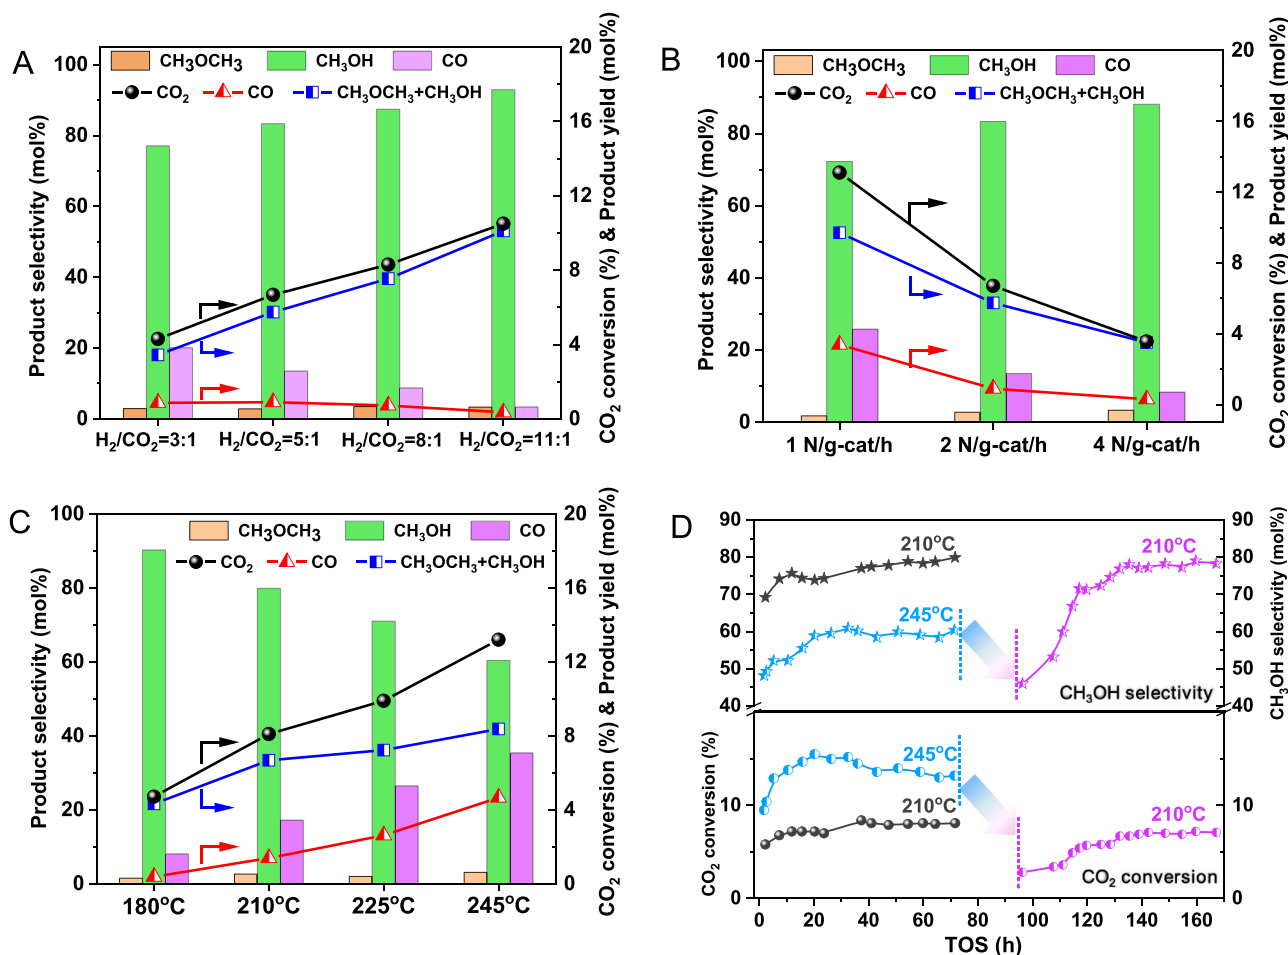 A
CH₃OCH₃ CH₃OH CO
CO₂ CO CH₃OCH₃+CH₃OH
Product selectivity (mol%)
100
80
60
40
20
0
CO₂ conversion (%) & Product yield (mol%)
20
16
12
8
4
0
H₂/CO₂=3:1 H₂/CO₂=5:1 H₂/CO₂=8:1 H₂/CO₂=11:1
B
CH₃OCH₃ CH₃OH CO
CO₂ CO CH₃OCH₃+CH₃OH
Product selectivity (mol%)
100
80
60
40
20
0
CO₂ conversion (%) & Product yield (mol%)
20
16
12
8
4
0
1 N/g-cat/h 2 N/g-cat/h 4 N/g-cat/h
C
CH₃OCH₃ CH₃OH CO
CO₂ CO CH₃OCH₃+CH₃OH
Product selectivity (mol%)
100
80
60
40
20
0
CO₂ conversion (%) & Product yield (mol%)
20
16
12
8
4
0
180°C 210°C 225°C 245°C
D
90
80
70
60
50
40
10
0
CO₂ conversion (%)
210°C
245°C
210°C
CH₃OH selectivity
245°C
210°C
210°C
CO₂ conversion
90
80
70
60
50
40
10
0
CH₃OH selectivity (mol%)
0 20 40 60 80 100 120 140 160
TOS (h)